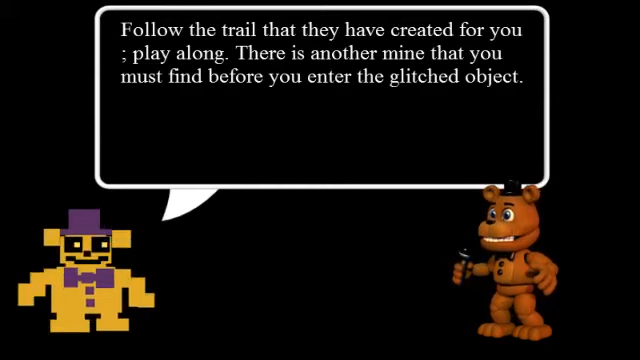 Follow the trail that they have created for you
; play along. There is another mine that you
must find before you enter the glitched object.